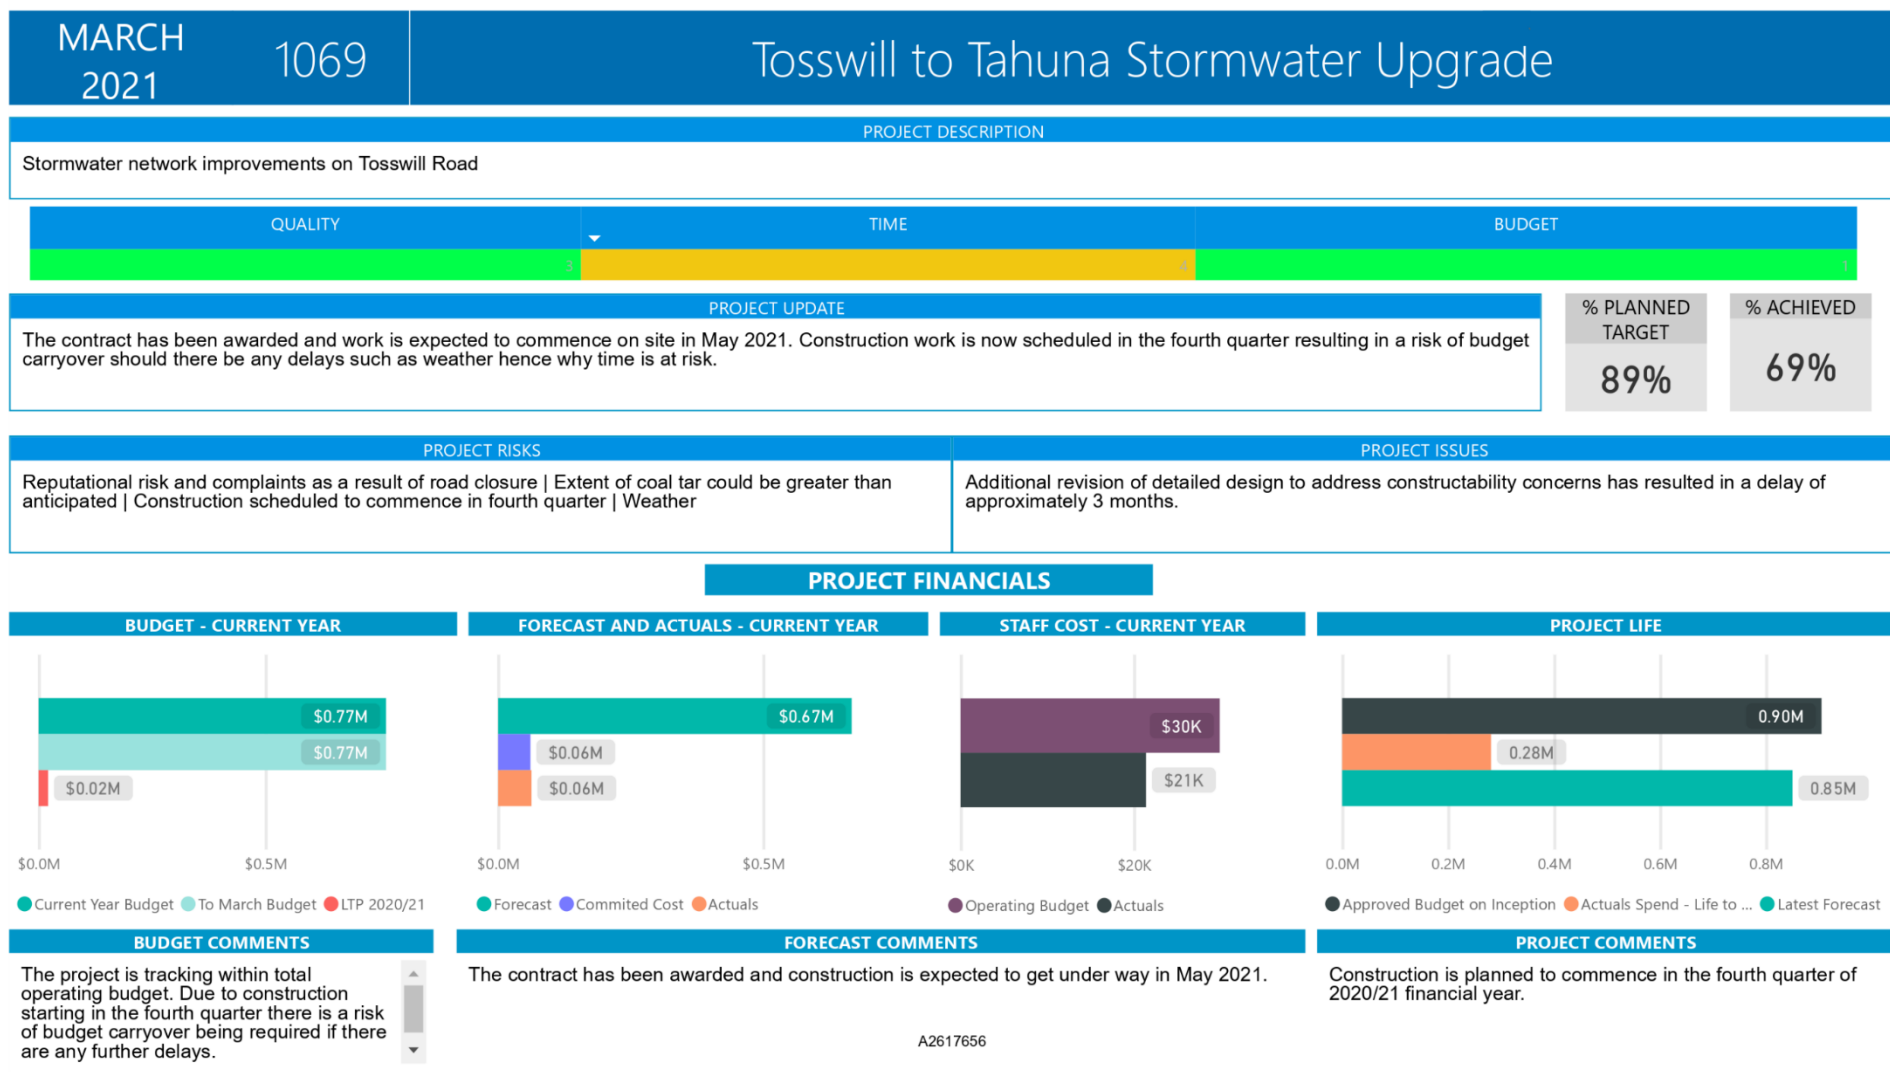 MARCH
2021
1069
Tosswill to Tahuna Stormwater Upgrade
PROJECT DESCRIPTION
Stormwater network improvements on Tosswill Road
QUALITY
TIME
BUDGET
3
4
1
PROJECT UPDATE
The contract has been awarded and work is expected to commence on site in May 2021. Construction work is now scheduled in the fourth quarter resulting in a risk of budget
carryover should there be any delays such as weather hence why time is at risk.
% PLANNED
TARGET
89%
% ACHIEVED
69%
PROJECT RISKS
Reputational risk and complaints as a result of road closure | Extent of coal tar could be greater than
anticipated | Construction scheduled to commence in fourth quarter | Weather
PROJECT ISSUES
Additional revision of detailed design to address constructability concerns has resulted in a delay of
approximately 3 months.
PROJECT FINANCIALS
BUDGET - CURRENT YEAR
$0.77M
$0.77M
$0.02M
$0.0M
$0.5M
Current Year Budget
To March Budget
LTP 2020/21
FORECAST AND ACTUALS - CURRENT YEAR
$0.67M
$0.06M
$0.06M
$0.0M
$0.5M
Forecast
Commited Cost
Actuals
STAFF COST - CURRENT YEAR
$30K
$21K
$0K
$20K
Operating Budget
Actuals
PROJECT LIFE
0.90M
0.28M
0.85M
0.0M
0.2M
0.4M
0.6M
0.8M
Approved Budget on Inception
Actuals Spend - Life to ...
Latest Forecast
BUDGET COMMENTS
The project is tracking within total
operating budget. Due to construction
starting in the fourth quarter there is a risk
of budget carryover being required if there
are any further delays.
FORECAST COMMENTS
The contract has been awarded and construction is expected to get under way in May 2021.
PROJECT COMMENTS
Construction is planned to commence in the fourth quarter of
2020/21 financial year.
A2617656